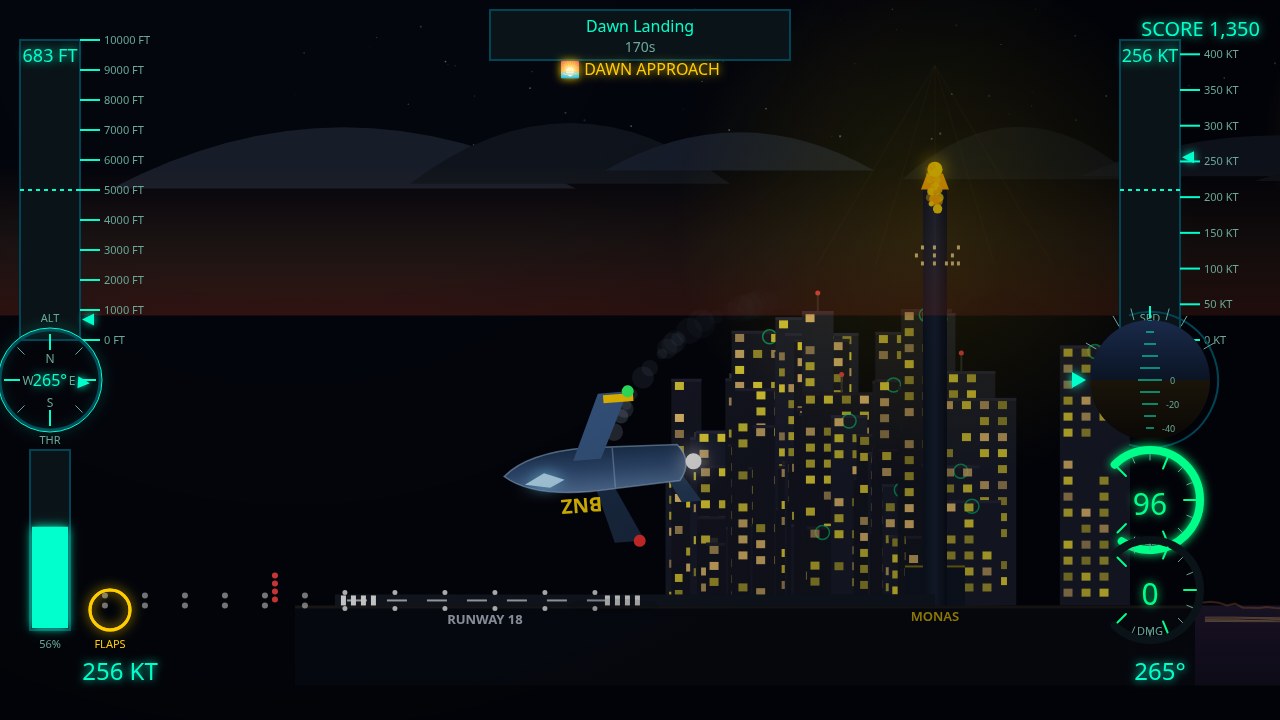 Dawn Landing
170s
🌅 DAWN APPROACH
SCORE 1,350
683 FT
10000 FT
9000 FT
8000 FT
7000 FT
6000 FT
5000 FT
4000 FT
3000 FT
2000 FT
1000 FT
0 FT
ALT
256 KT
400 KT
350 KT
300 KT
250 KT
200 KT
150 KT
100 KT
50 KT
0 KT
SPD
N
W 265° E
S
0
-20
-40
THR
56%
FLAPS
256 KT
BNZ
RUNWAY 18
MONAS
96
0
DMG
265°